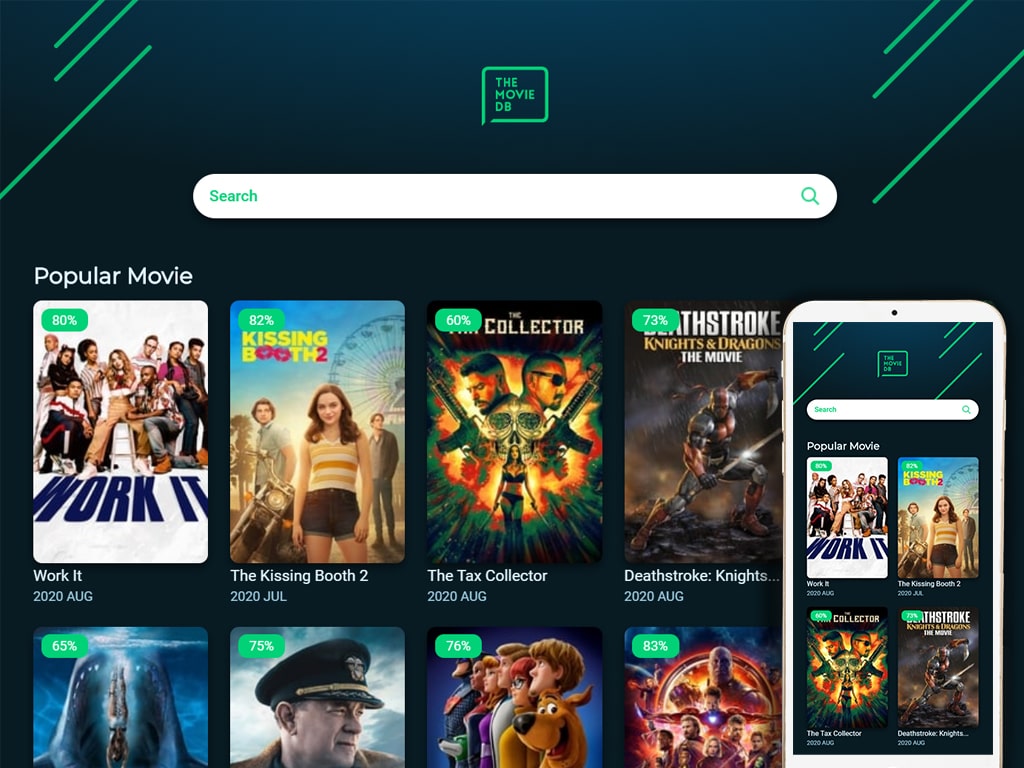 THE
MOVIE
DB
Search
Popular Movie
80%
WORK IT
82%
KISSING
BOOTH2
60%
THE
TAX COLLECTOR
73%
DEATHSTROKE
KNIGHTS & DRAGONS
THE MOVIE
Work It
2020 AUG
The Kissing Booth 2
2020 JUL
The Tax Collector
2020 AUG
Deathstroke: Knights...
2020 AUG
65%
75%
76%
83%
THE
MOVIE
DB
Search
Popular Movie
80%
WORK IT
82%
KISSING
BOOTH2
Work It
2020 AUG
The Kissing Booth 2
2020 JUL
60%
THE
TAX COLLECTOR
73%
DEATHSTROKE
KNIGHTS & DRAGONS
THE MOVIE
The Tax Collector
2020 AUG
Deathstroke: Knights...
2020 AUG